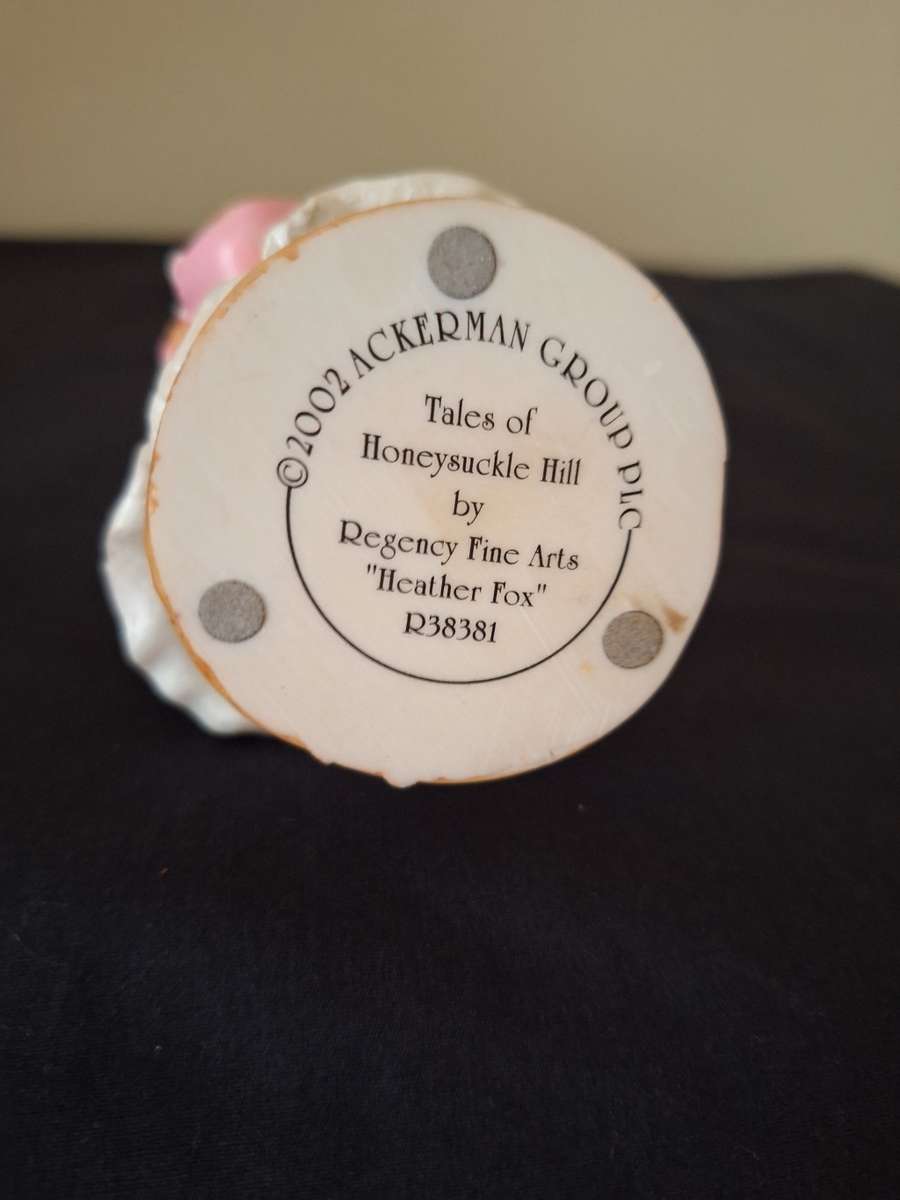 ©2002 ACKERMAN GROUP PLC
Tales of
Honeysuckle Hill
by
Regency Fine Arts
"Heather Fox"
R38381